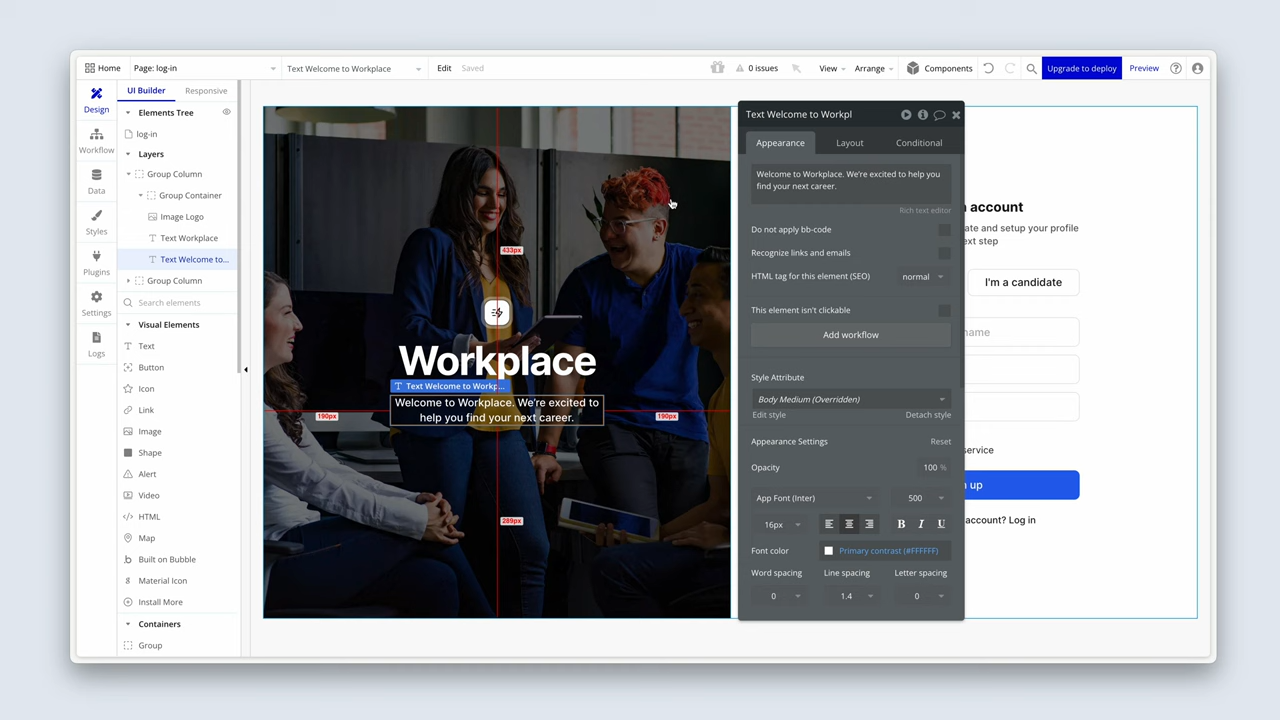 Home
Page: log-in
Text Welcome to Workplace
Edit
Saved
0 issues
View
Arrange
Components
Upgrade to deploy
Preview
Design
Workflow
Data
Styles
Plugins
Settings
Logs
UI Builder
Responsive
Elements Tree
log-in
Layers
Group Column
Group Container
Image Logo
Text Workplace
Text Welcome to...
Group Column
Search elements
Visual Elements
Text
Button
Icon
Link
Image
Shape
Alert
Video
HTML
Map
Built on Bubble
Material Icon
Install More
Containers
Group
433px
Workplace
Text Welcome to Workp...
Welcome to Workplace. We're excited to
help you find your next career.
190px
190px
289px
Text Welcome to Workpl
Appearance
Layout
Conditional
Welcome to Workplace. We're excited to help you
find your next career.
Rich text editor
Do not apply bb-code
Recognize links and emails
HTML tag for this element (SEO)
normal
This element isn't clickable
Add workflow
Style Attribute
Body Medium (Overridden)
Edit style
Detach style
Appearance Settings
Reset
Opacity
100 %
App Font (Inter)
500
16px
B I U
Font color
Primary contrast (#FFFFFF)
Word spacing
Line spacing
Letter spacing
0
1.4
0
account
ate and setup your profile
ext step
I'm a candidate
name
service
up
account? Log in